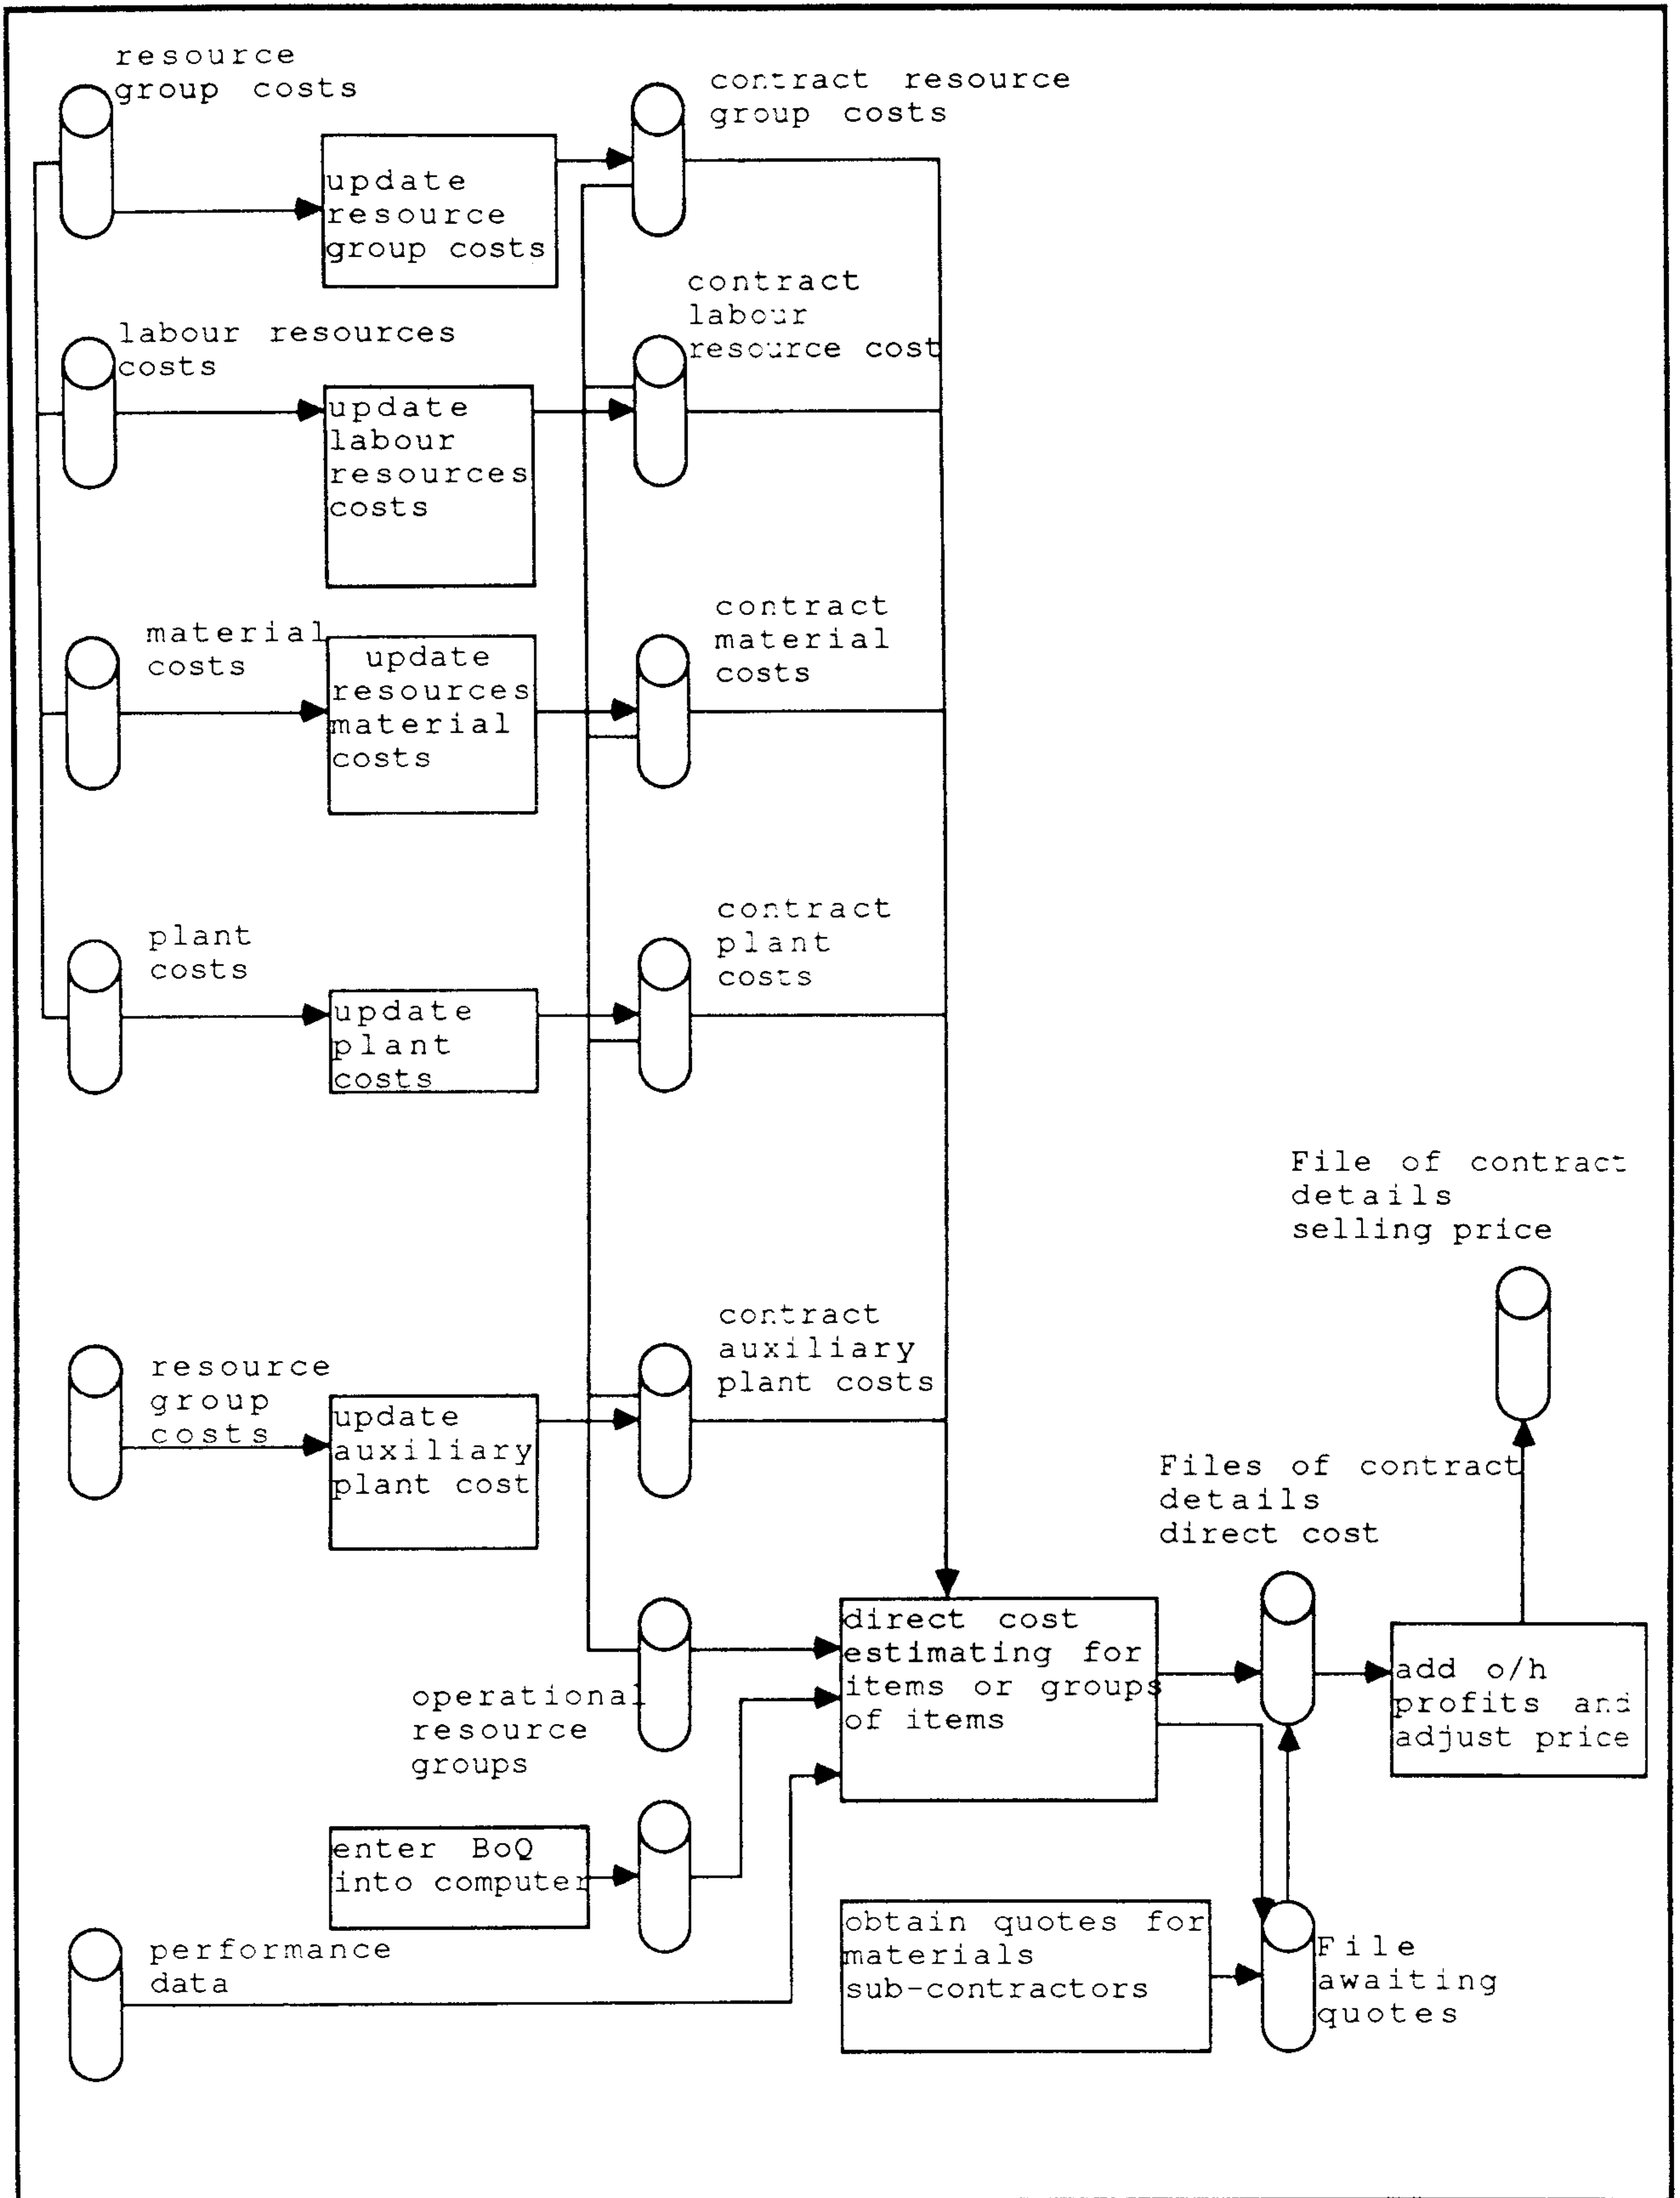 resource
group costs
contract resource
group costs
update
resource
group costs
labour resources
costs
contract
labour
resource cost
update
labour
resources
costs
material
costs
contract
material
costs
update
resources
material
costs
plant
costs
contract
plant
costs
update
plant
costs
File of contract
details
selling price
resource
group
costs
contract
auxiliary
plant costs
update
auxiliary
plant cost
Files of contract
details
direct cost
operational
resource
groups
direct cost
estimating for
items or groups
of items
add o/h
profits and
adjust price
enter BoQ
into computer
performance
data
obtain quotes for
materials
sub-contractors
File
awaiting
quotes